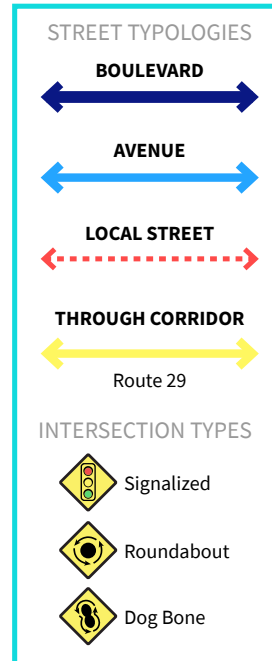 STREET TYPOLOGIES
BOULEVARD
AVENUE
LOCAL STREET
THROUGH CORRIDOR
Route 29
INTERSECTION TYPES
Signalized
Roundabout
Dog Bone